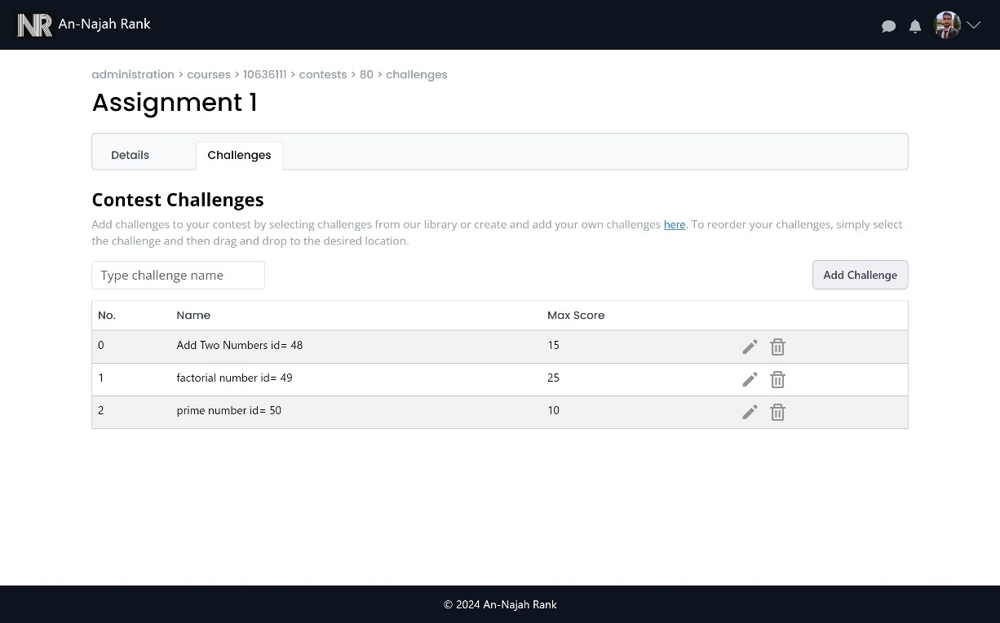 NR An-Najah Rank
administration > courses > 10636111 > contests > 80 > challenges
Assignment 1
Details Challenges
Contest Challenges
Add challenges to your contest by selecting challenges from our library or create and add your own challenges here. To reorder your challenges, simply select
the challenge and then drag and drop to the desired location.
Type challenge name Add Challenge
No. Name Max Score
0 Add Two Numbers id= 48 15
1 factorial number id= 49 25
2 prime number id= 50 10
© 2024 An-Najah Rank